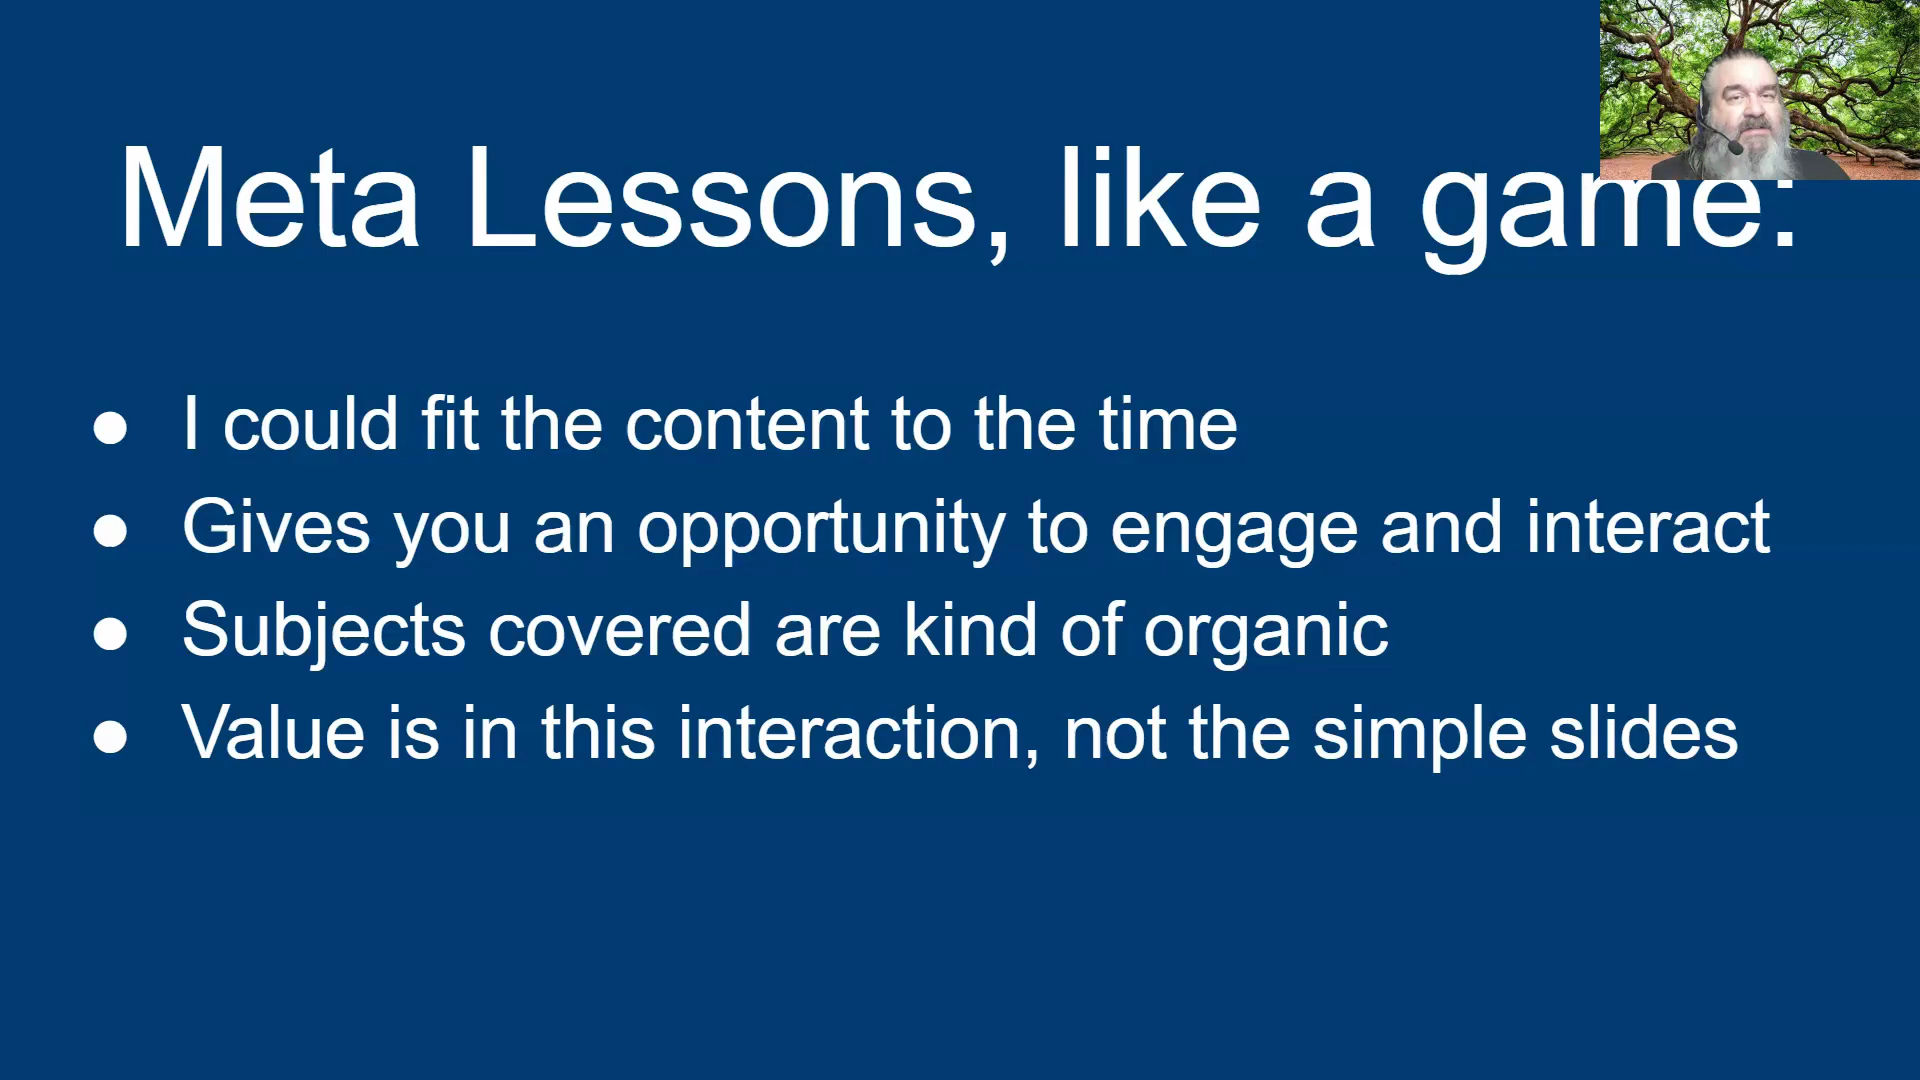 Meta Lessons, like a game:
● I could fit the content to the time
● Gives you an opportunity to engage and interact
● Subjects covered are kind of organic
● Value is in this interaction, not the simple slides